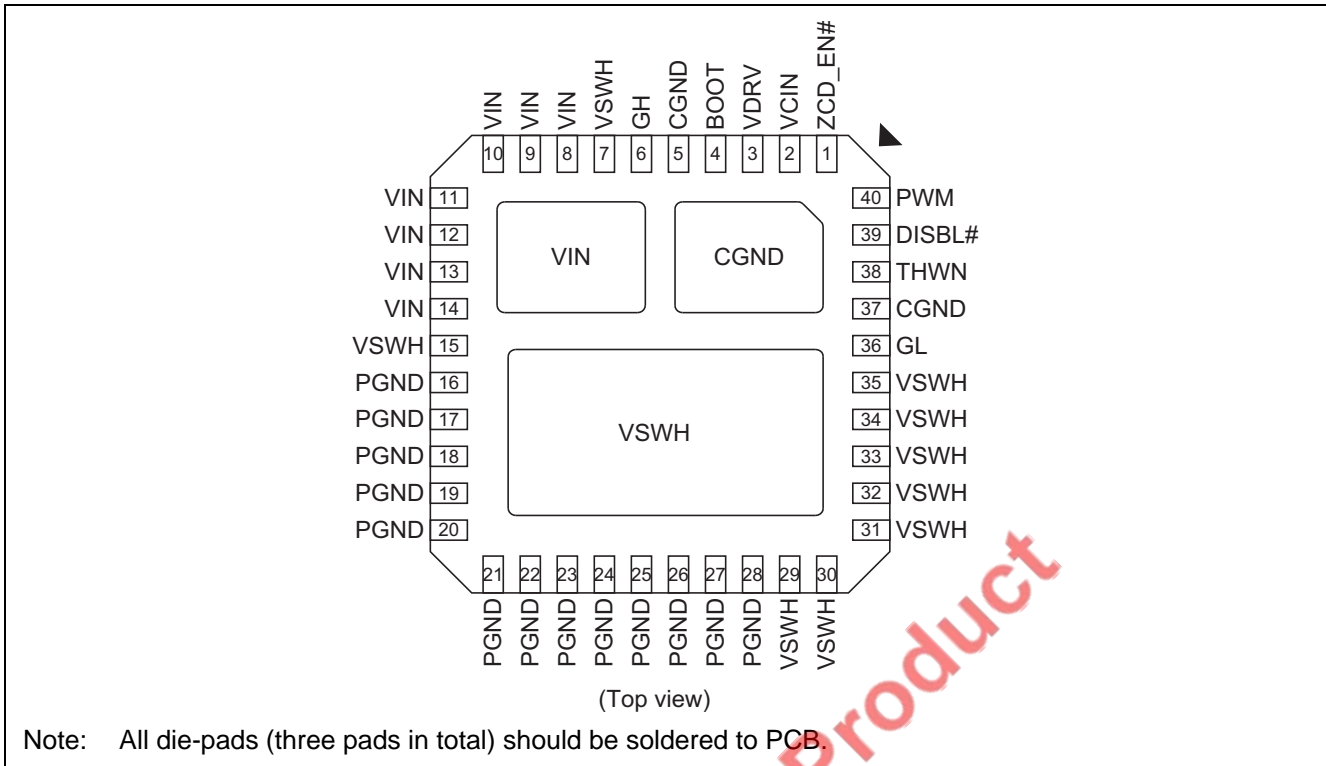 VIN VIN VIN VSWH GH CGND BOOT VDRV VCIN ZCD_EN#
10 9 8 7 6 5 4 3 2 1
VIN 11 40 PWM
VIN 12 39 DISBL#
VIN 13 38 THWN
VIN 14 37 CGND
VSWH 15 36 GL
PGND 16 35 VSWH
PGND 17 34 VSWH
PGND 18 33 VSWH
PGND 19 32 VSWH
PGND 20 31 VSWH
VIN CGND
VSWH
21 22 23 24 25 26 27 28 29 30
PGND PGND PGND PGND PGND PGND PGND PGND VSWH VSWH
(Top view)
Note: All die-pads (three pads in total) should be soldered to PCB.
Product